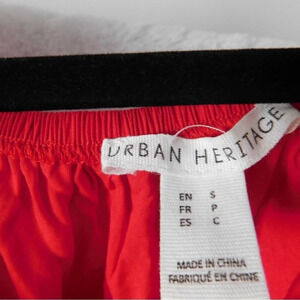 URBAN HERITAGE
EN S
FR P
ES C
MADE IN CHINA
FABRIQUÉ EN CHINE